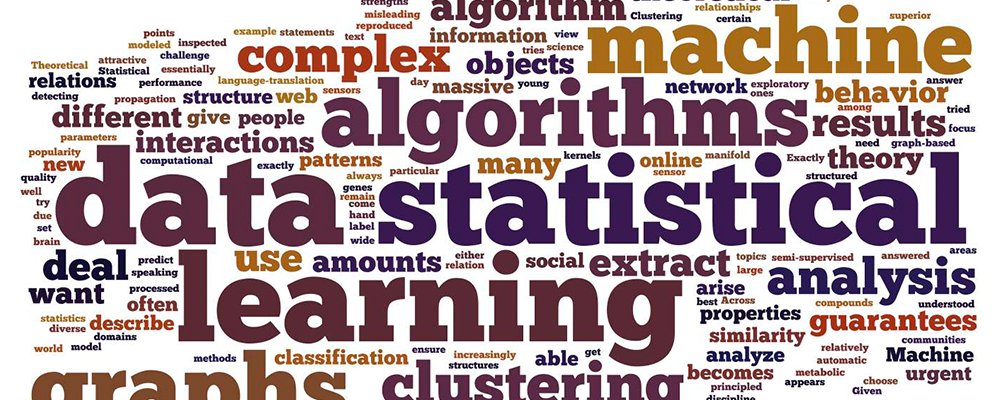 strengths
algorithm
relationships
misleading
Clustering
certain
superior
reproduced
machine
points
example
statements
text
information
view
modeled
inspected
complex
tries
science
challenge
objects
Theoretical
attractive
Statistical
essentially
relations
performance
language-translation
day
massive
young
network
exploratory
behavior
answer
detecting
propagation
structure
web
sensors
algorithms
ones
among
tried
different
give
people
results
focus
parameters
interactions
need
graph-based
popularity
new
computational
exactly
patterns
many
kernels
online
manifold
Exactly
theory
quality
always
particular
sensor
structured
well
data
genes
statistical
try
remain
come
due
hand
set
label
brain
wide
areas
deal
predict
use
amounts
either
relation
social
extract
topics
semi-supervised
answered
speaking
large
analysis
want
processed
learning
arise
often
best
Across
compounds
understood
statistics
describe
properties
guarantees
diverse
domains
similarity
communities
world
model
relatively
methods
classification
ensure
increasingly
able
get
analyze
automatic
Machine
structures
becomes
metabolic
urgent
graphs
clustering
principled
appears
choose
Given
discipline